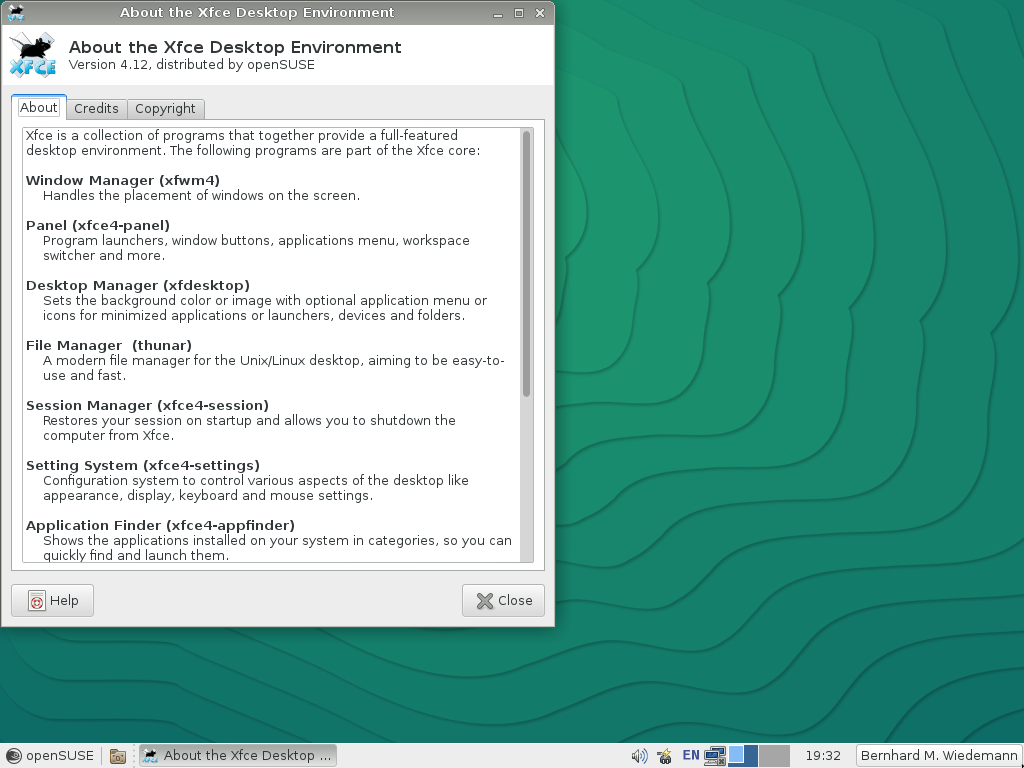 About the Xfce Desktop Environment
About the Xfce Desktop Environment
Version 4.12, distributed by openSUSE
XFCE
About
Credits
Copyright
Xfce is a collection of programs that together provide a full-featured
desktop environment. The following programs are part of the Xfce core:
Window Manager (xfwm4)
Handles the placement of windows on the screen.
Panel (xfce4-panel)
Program launchers, window buttons, applications menu, workspace
switcher and more.
Desktop Manager (xfdesktop)
Sets the background color or image with optional application menu or
icons for minimized applications or launchers, devices and folders.
File Manager  (thunar)
A modern file manager for the Unix/Linux desktop, aiming to be easy-to-
use and fast.
Session Manager (xfce4-session)
Restores your session on startup and allows you to shutdown the
computer from Xfce.
Setting System (xfce4-settings)
Configuration system to control various aspects of the desktop like
appearance, display, keyboard and mouse settings.
Application Finder (xfce4-appfinder)
Shows the applications installed on your system in categories, so you can
quickly find and launch them.
Help
Close
openSUSE
About the Xfce Desktop ...
EN
19:32
Bernhard M. Wiedemann